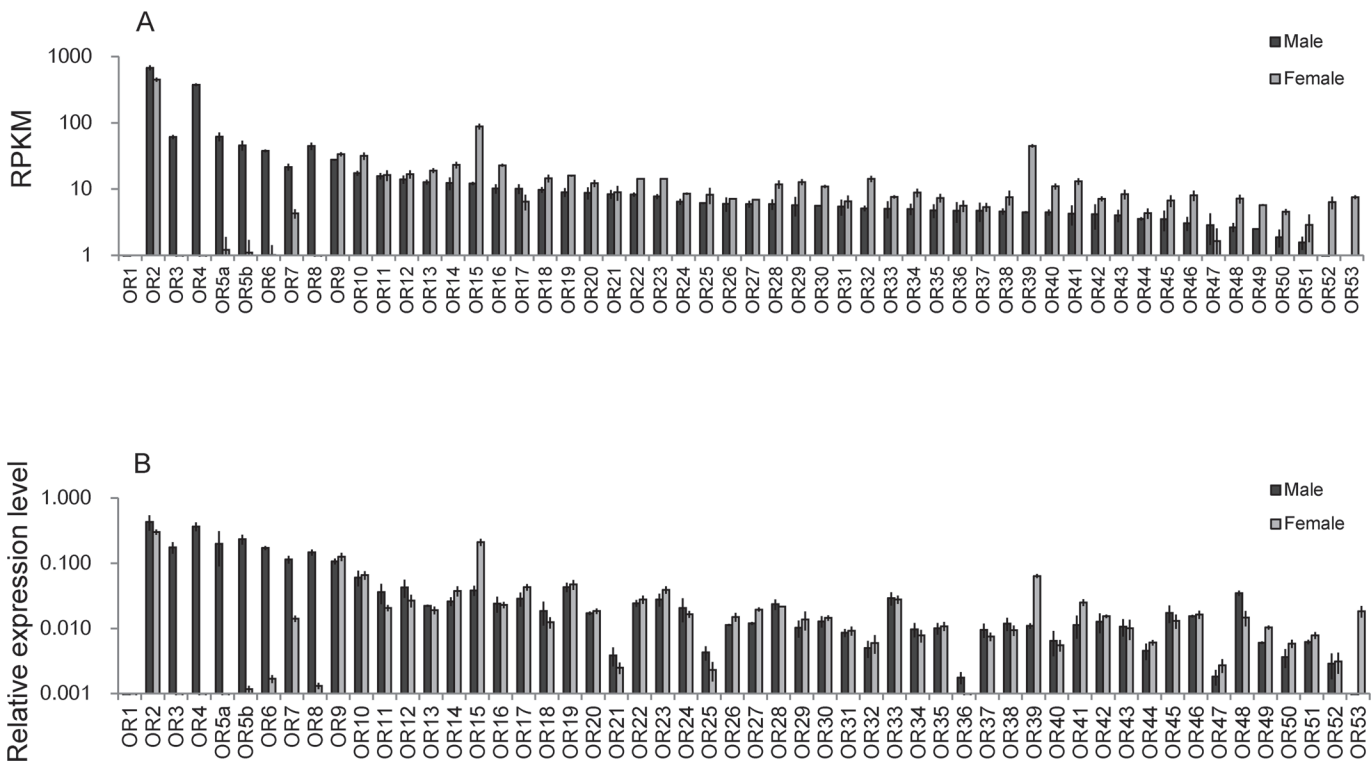 A
Male
Female
RPKM
1000
100
10
1
OR1 OR2 OR3 OR4 OR5a OR5b OR6 OR7 OR8 OR9 OR10 OR11 OR12 OR13 OR14 OR15 OR16 OR17 OR18 OR19 OR20 OR21 OR22 OR23 OR24 OR25 OR26 OR27 OR28 OR29 OR30 OR31 OR32 OR33 OR34 OR35 OR36 OR37 OR38 OR39 OR40 OR41 OR42 OR43 OR44 OR45 OR46 OR47 OR48 OR49 OR50 OR51 OR52 OR53
B
Male
Female
Relative expression level
1.000
0.100
0.010
0.001
OR1 OR2 OR3 OR4 OR5a OR5b OR6 OR7 OR8 OR9 OR10 OR11 OR12 OR13 OR14 OR15 OR16 OR17 OR18 OR19 OR20 OR21 OR22 OR23 OR24 OR25 OR26 OR27 OR28 OR29 OR30 OR31 OR32 OR33 OR34 OR35 OR36 OR37 OR38 OR39 OR40 OR41 OR42 OR43 OR44 OR45 OR46 OR47 OR48 OR49 OR50 OR51 OR52 OR53